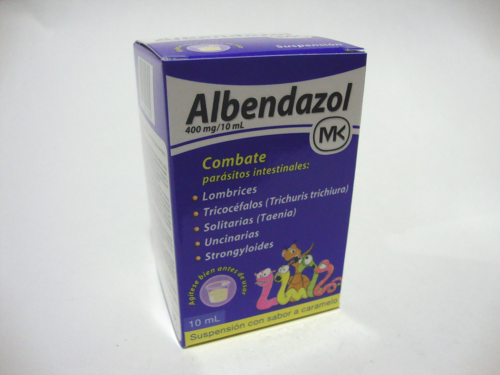 Albendazol
Suspensión
Albendazol
400 mg/10 mL
MK
Combate
parásitos intestinales:
• Lombrices
• Tricocéfalos (Trichuris trichiura)
• Solitarias (Taenia)
• Uncinarias
• Strongyloides
Agítese bien antes de usar
10 mL
Suspensión con sabor a caramelo